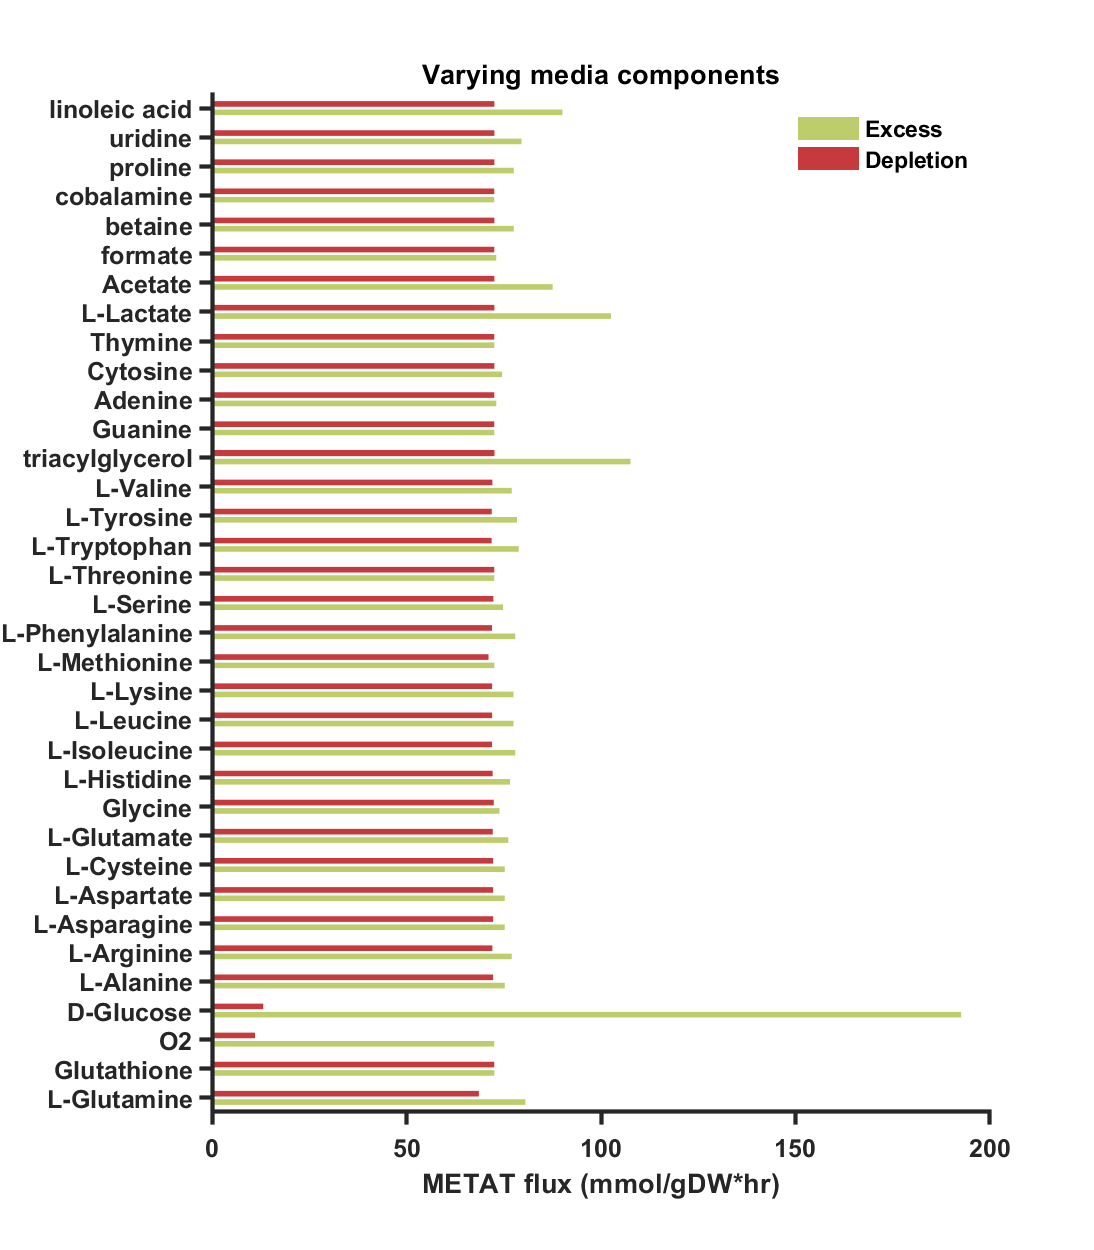 Varying media components
linoleic acid
uridine
proline
cobalamine
betaine
formate
Acetate
L-Lactate
Thymine
Cytosine
Adenine
Guanine
triacylglycerol
L-Valine
L-Tyrosine
L-Tryptophan
L-Threonine
L-Serine
L-Phenylalanine
L-Methionine
L-Lysine
L-Leucine
L-Isoleucine
L-Histidine
Glycine
L-Glutamate
L-Cysteine
L-Aspartate
L-Asparagine
L-Arginine
L-Alanine
D-Glucose
O2
Glutathione
L-Glutamine
Excess
Depletion
0 50 100 150 200
METAT flux (mmol/gDW*hr)